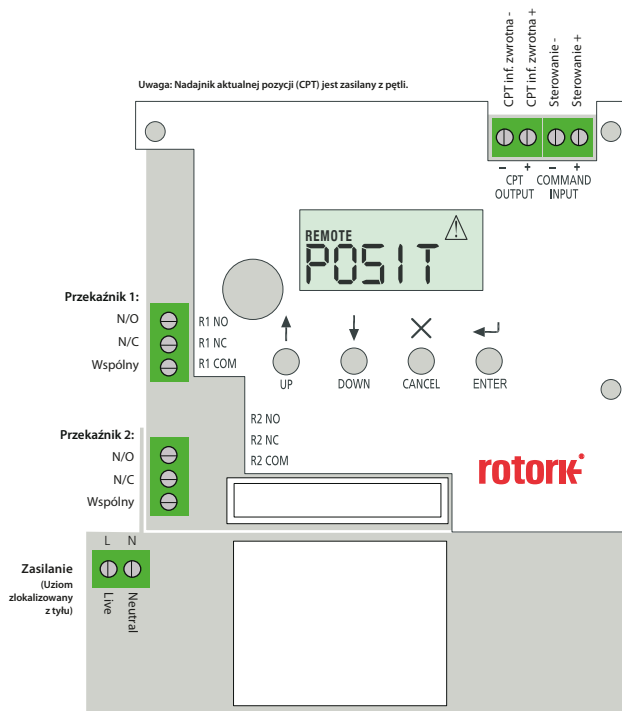 CPT inf. zwrotna -
CPT inf. zwrotna +
Sterowanie -
Sterowanie +
Uwaga: Nadajnik aktualnej pozycji (CPT) jest zasilany z pętli.
– + – +
CPT OUTPUT
COMMAND INPUT
REMOTE
POSIT
Przekaźnik 1:
N/O R1 NO
N/C R1 NC
Wspólny R1 COM
UP DOWN CANCEL ENTER
R2 NO
R2 NC
R2 COM
Przekaźnik 2:
N/O
N/C
Wspólny
rotork
L N
Zasilanie
(Uziom
zlokalizowany
z tyłu)
Live
Neutral